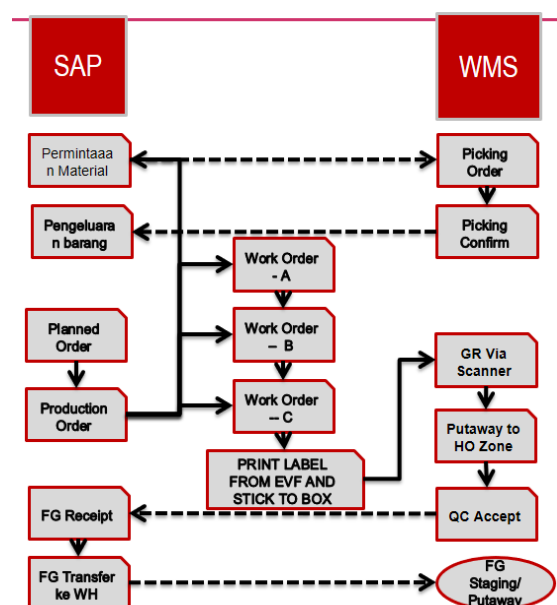 SAP
WMS
Permintaaa
n Material
Picking
Order
Pengeluara
n barang
Picking
Confirm
Work Order
- A
Planned
Order
Work Order
– B
GR Via
Scanner
Production
Order
Work Order
-- C
Putaway to
HO Zone
PRINT LABEL
FROM EVF AND
STICK TO BOX
FG Receipt
QC Accept
FG Transfer
ke WH
FG
Staging/
Putaway